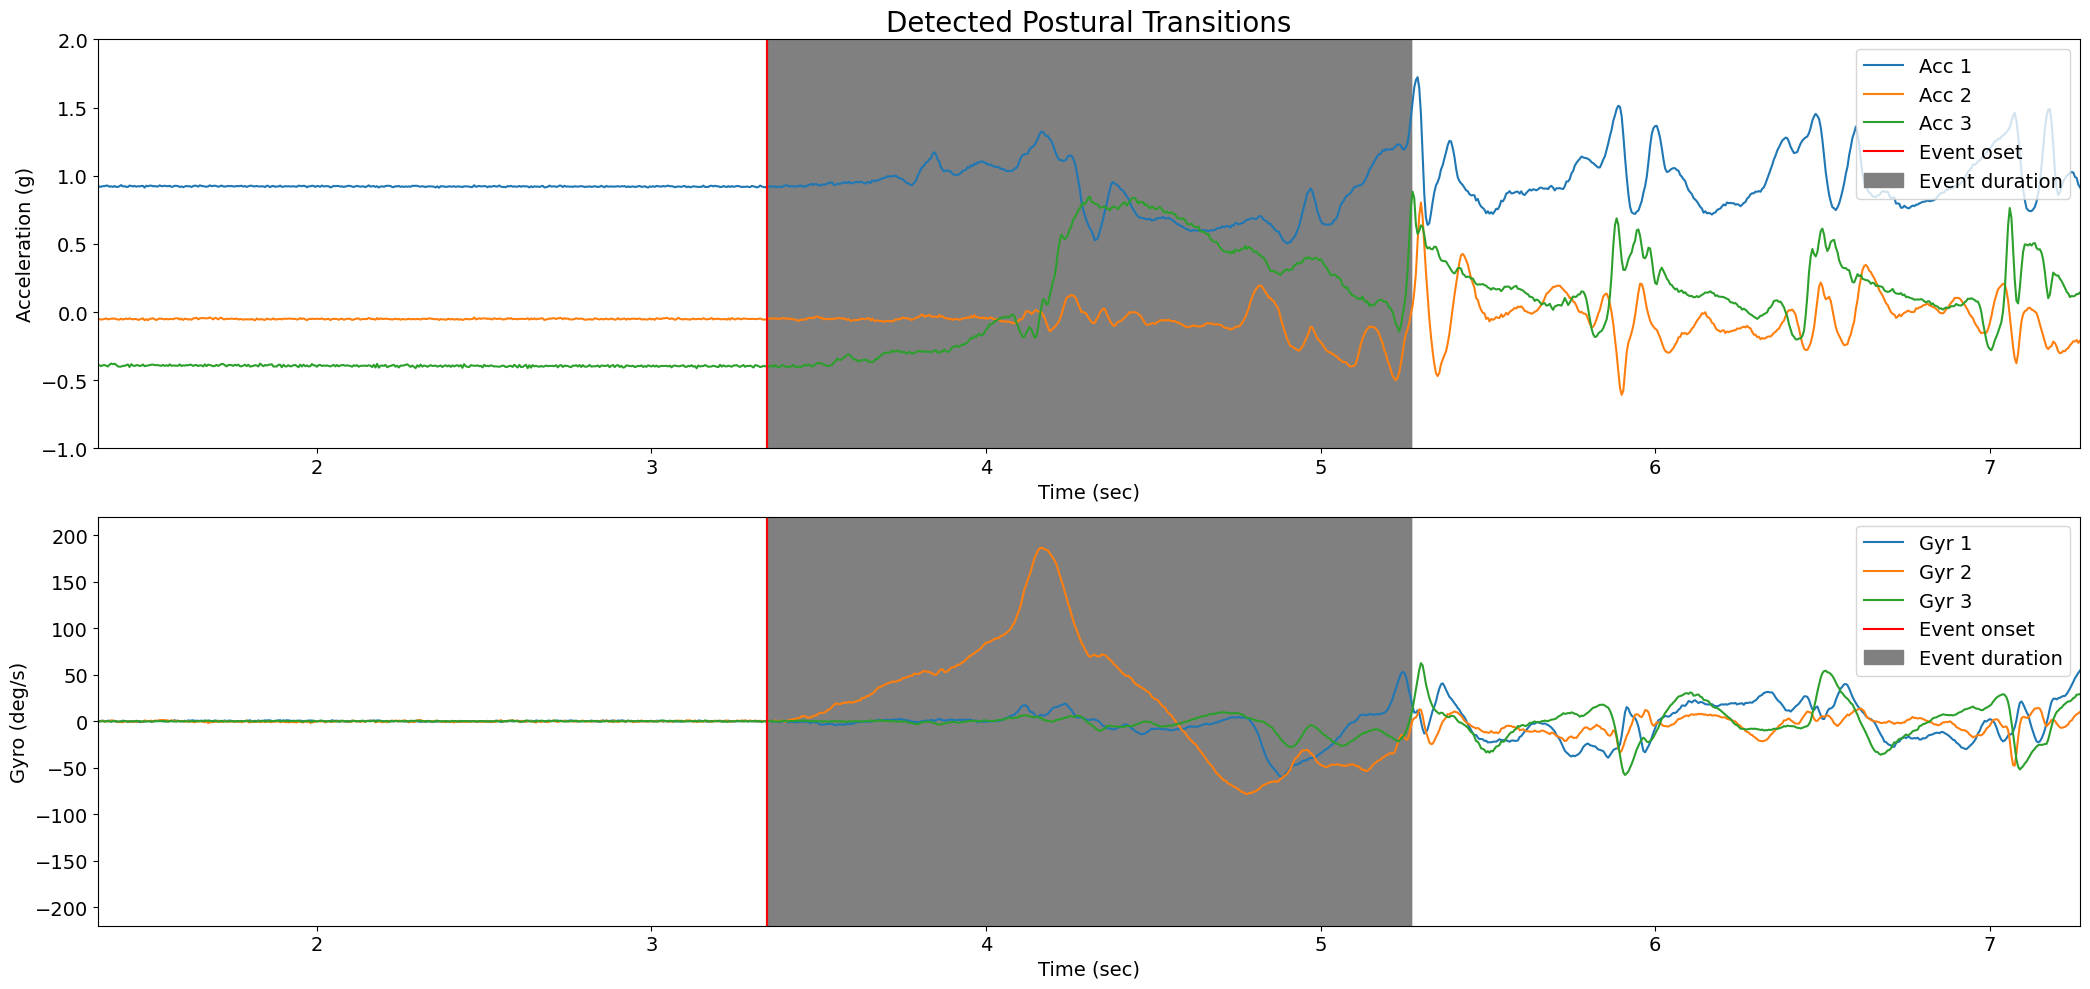 Detected Postural Transitions
2.0
1.5
1.0
0.5
0.0
−0.5
−1.0
Acceleration (g)
Acc 1
Acc 2
Acc 3
Event oset
Event duration
2 3 4 5 6 7
Time (sec)
200
150
100
50
0
−50
−100
−150
−200
Gyro (deg/s)
Gyr 1
Gyr 2
Gyr 3
Event onset
Event duration
2 3 4 5 6 7
Time (sec)